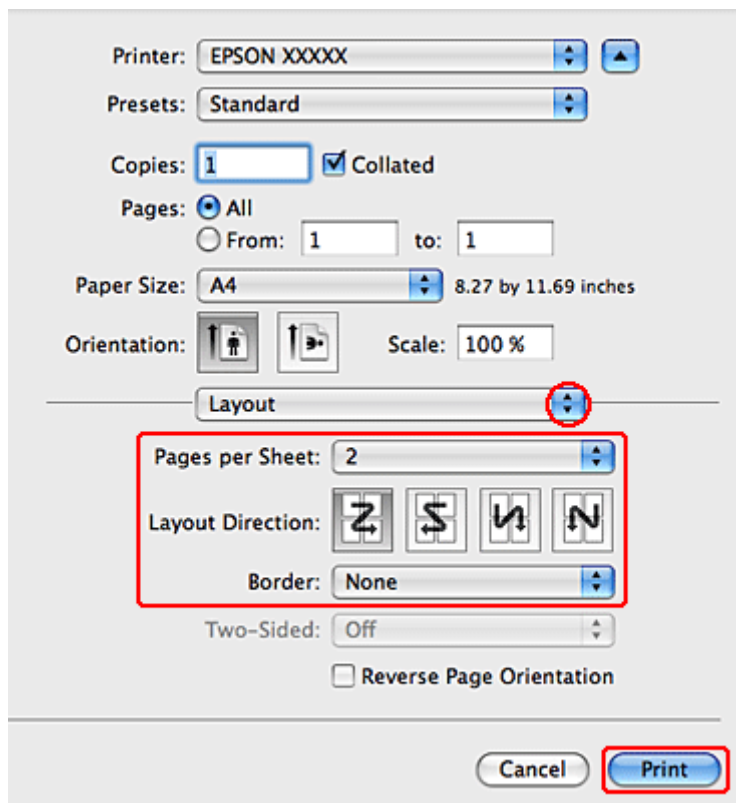 Printer: EPSON XXXXX
Presets: Standard
Copies: 1 Collated
Pages: All
From: 1 to: 1
Paper Size: A4 8.27 by 11.69 inches
Orientation: Scale: 100 %
Layout
Pages per Sheet: 2
Layout Direction:
Border: None
Two-Sided: Off
Reverse Page Orientation
Cancel Print